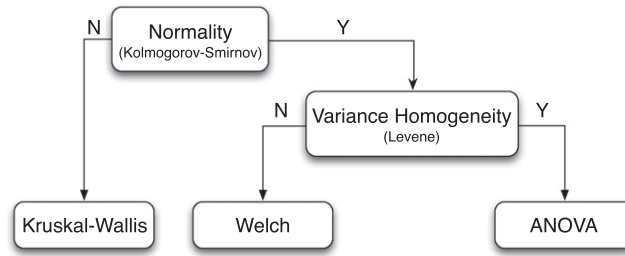 N
Normality
(Kolmogorov-Smirnov)
Y
N
Variance Homogeneity
(Levene)
Y
Kruskal-Wallis
Welch
ANOVA